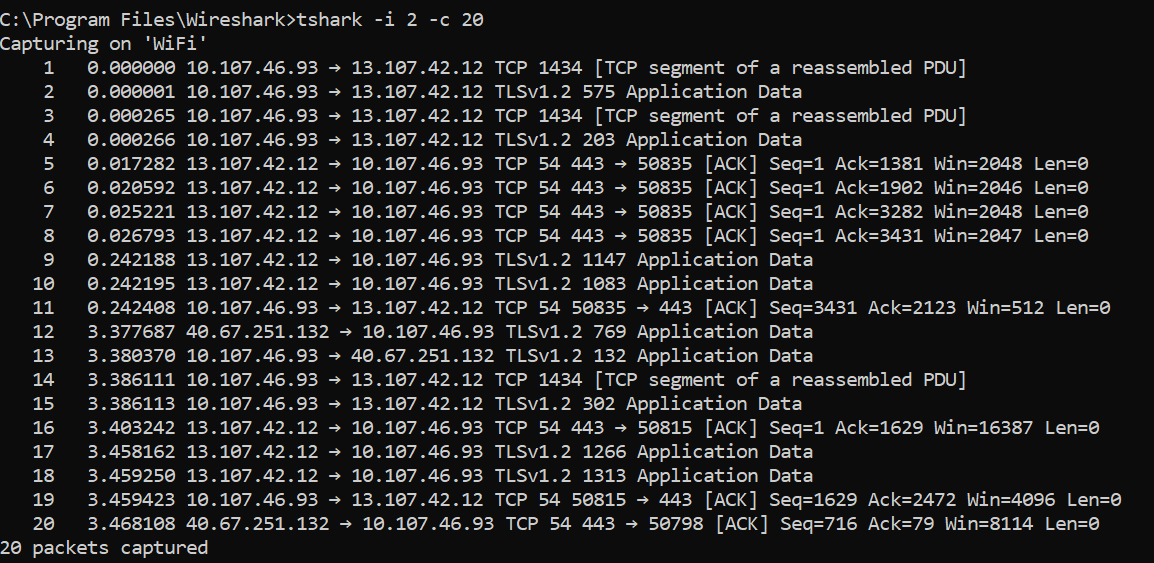 C:\Program Files\Wireshark>tshark -i 2 -c 20
Capturing on 'WiFi'
    1   0.000000 10.107.46.93 → 13.107.42.12 TCP 1434 [TCP segment of a reassembled PDU]
    2   0.000001 10.107.46.93 → 13.107.42.12 TLSv1.2 575 Application Data
    3   0.000265 10.107.46.93 → 13.107.42.12 TCP 1434 [TCP segment of a reassembled PDU]
    4   0.000266 10.107.46.93 → 13.107.42.12 TLSv1.2 203 Application Data
    5   0.017282 13.107.42.12 → 10.107.46.93 TCP 54 443 → 50835 [ACK] Seq=1 Ack=1381 Win=2048 Len=0
    6   0.020592 13.107.42.12 → 10.107.46.93 TCP 54 443 → 50835 [ACK] Seq=1 Ack=1902 Win=2046 Len=0
    7   0.025221 13.107.42.12 → 10.107.46.93 TCP 54 443 → 50835 [ACK] Seq=1 Ack=3282 Win=2048 Len=0
    8   0.026793 13.107.42.12 → 10.107.46.93 TCP 54 443 → 50835 [ACK] Seq=1 Ack=3431 Win=2047 Len=0
    9   0.242188 13.107.42.12 → 10.107.46.93 TLSv1.2 1147 Application Data
   10   0.242195 13.107.42.12 → 10.107.46.93 TLSv1.2 1083 Application Data
   11   0.242408 10.107.46.93 → 13.107.42.12 TCP 54 50835 → 443 [ACK] Seq=3431 Ack=2123 Win=512 Len=0
   12   3.377687 40.67.251.132 → 10.107.46.93 TLSv1.2 769 Application Data
   13   3.380370 10.107.46.93 → 40.67.251.132 TLSv1.2 132 Application Data
   14   3.386111 10.107.46.93 → 13.107.42.12 TCP 1434 [TCP segment of a reassembled PDU]
   15   3.386113 10.107.46.93 → 13.107.42.12 TLSv1.2 302 Application Data
   16   3.403242 13.107.42.12 → 10.107.46.93 TCP 54 443 → 50815 [ACK] Seq=1 Ack=1629 Win=16387 Len=0
   17   3.458162 13.107.42.12 → 10.107.46.93 TLSv1.2 1266 Application Data
   18   3.459250 13.107.42.12 → 10.107.46.93 TLSv1.2 1313 Application Data
   19   3.459423 10.107.46.93 → 13.107.42.12 TCP 54 50815 → 443 [ACK] Seq=1629 Ack=2472 Win=4096 Len=0
   20   3.468108 40.67.251.132 → 10.107.46.93 TCP 54 443 → 50798 [ACK] Seq=716 Ack=79 Win=8114 Len=0
20 packets captured